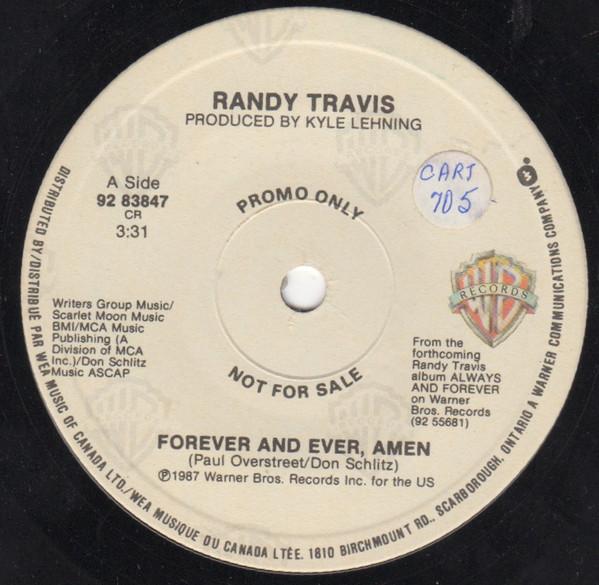 RANDY TRAVIS
PRODUCED BY KYLE LEHNING
A Side
92 83847
CR
3:31
PROMO ONLY
CART
705
WB
RECORDS
Writers Group Music/
Scarlet Moon Music
BMI/MCA Music
Publishing (A
Division of MCA
Inc.)/Don Schlitz
Music ASCAP
From the
forthcoming
Randy Travis
album ALWAYS
AND FOREVER
on Warner
Bros. Records
(92 55681)
NOT FOR SALE
FOREVER AND EVER, AMEN
(Paul Overstreet/Don Schlitz)
℗1987 Warner Bros. Records Inc. for the US
DISTRIBUTED BY/DISTRIBUÉ PAR WEA MUSIC OF CANADA LTD./WEA MUSIQUE DU CANADA LTÉE. 1810 BIRCHMOUNT RD., SCARBOROUGH, ONTARIO A WARNER COMMUNICATIONS COMPANY